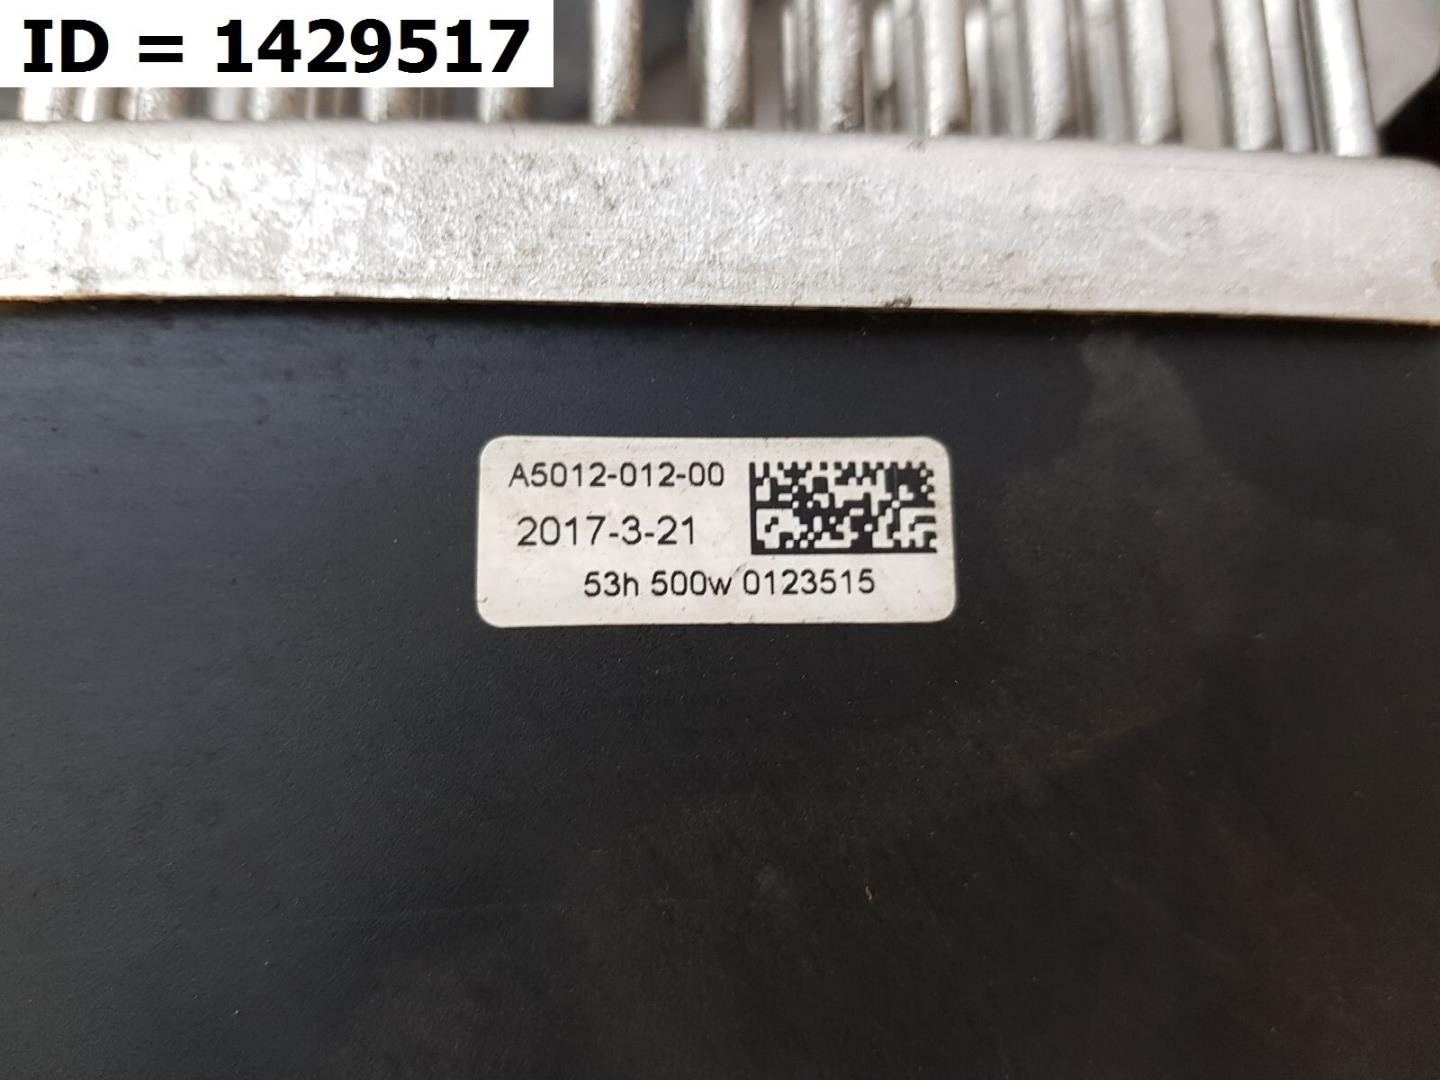 ID = 1429517
A5012-012-00
2017-3-21
53h 500w 0123515